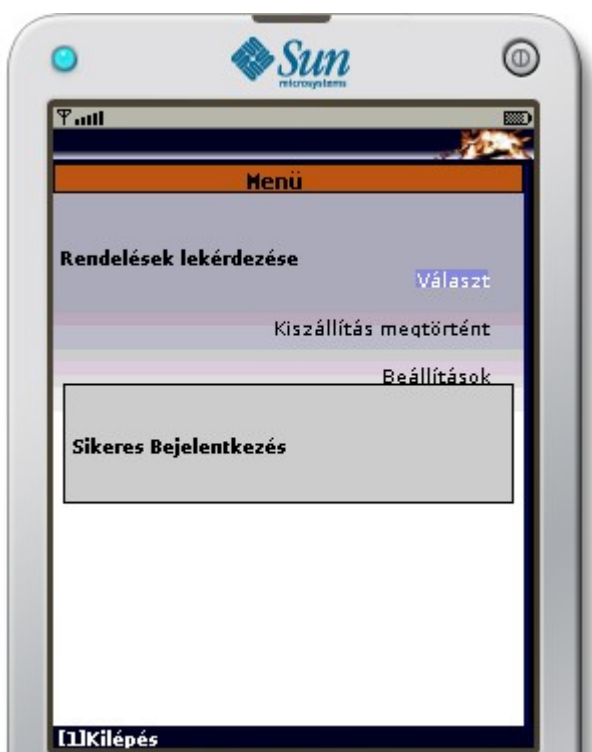 Sun
microsystems
Menü
Rendelések lekérdezése
Választ
Kiszállítás megtörtént
Beállítások
Sikeres Bejelentkezés
[1]Kilépés